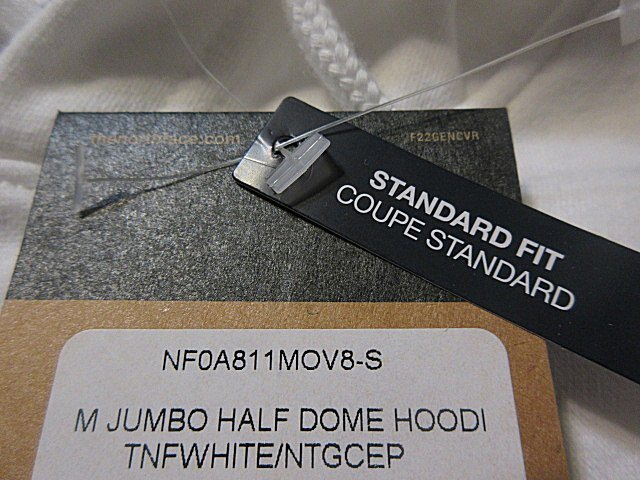 thenorthface.com
F22GENCVR
STANDARD FIT
COUPE STANDARD
NF0A811MOV8-S
M JUMBO HALF DOME HOODI
TNFWHITE/NTGCEP